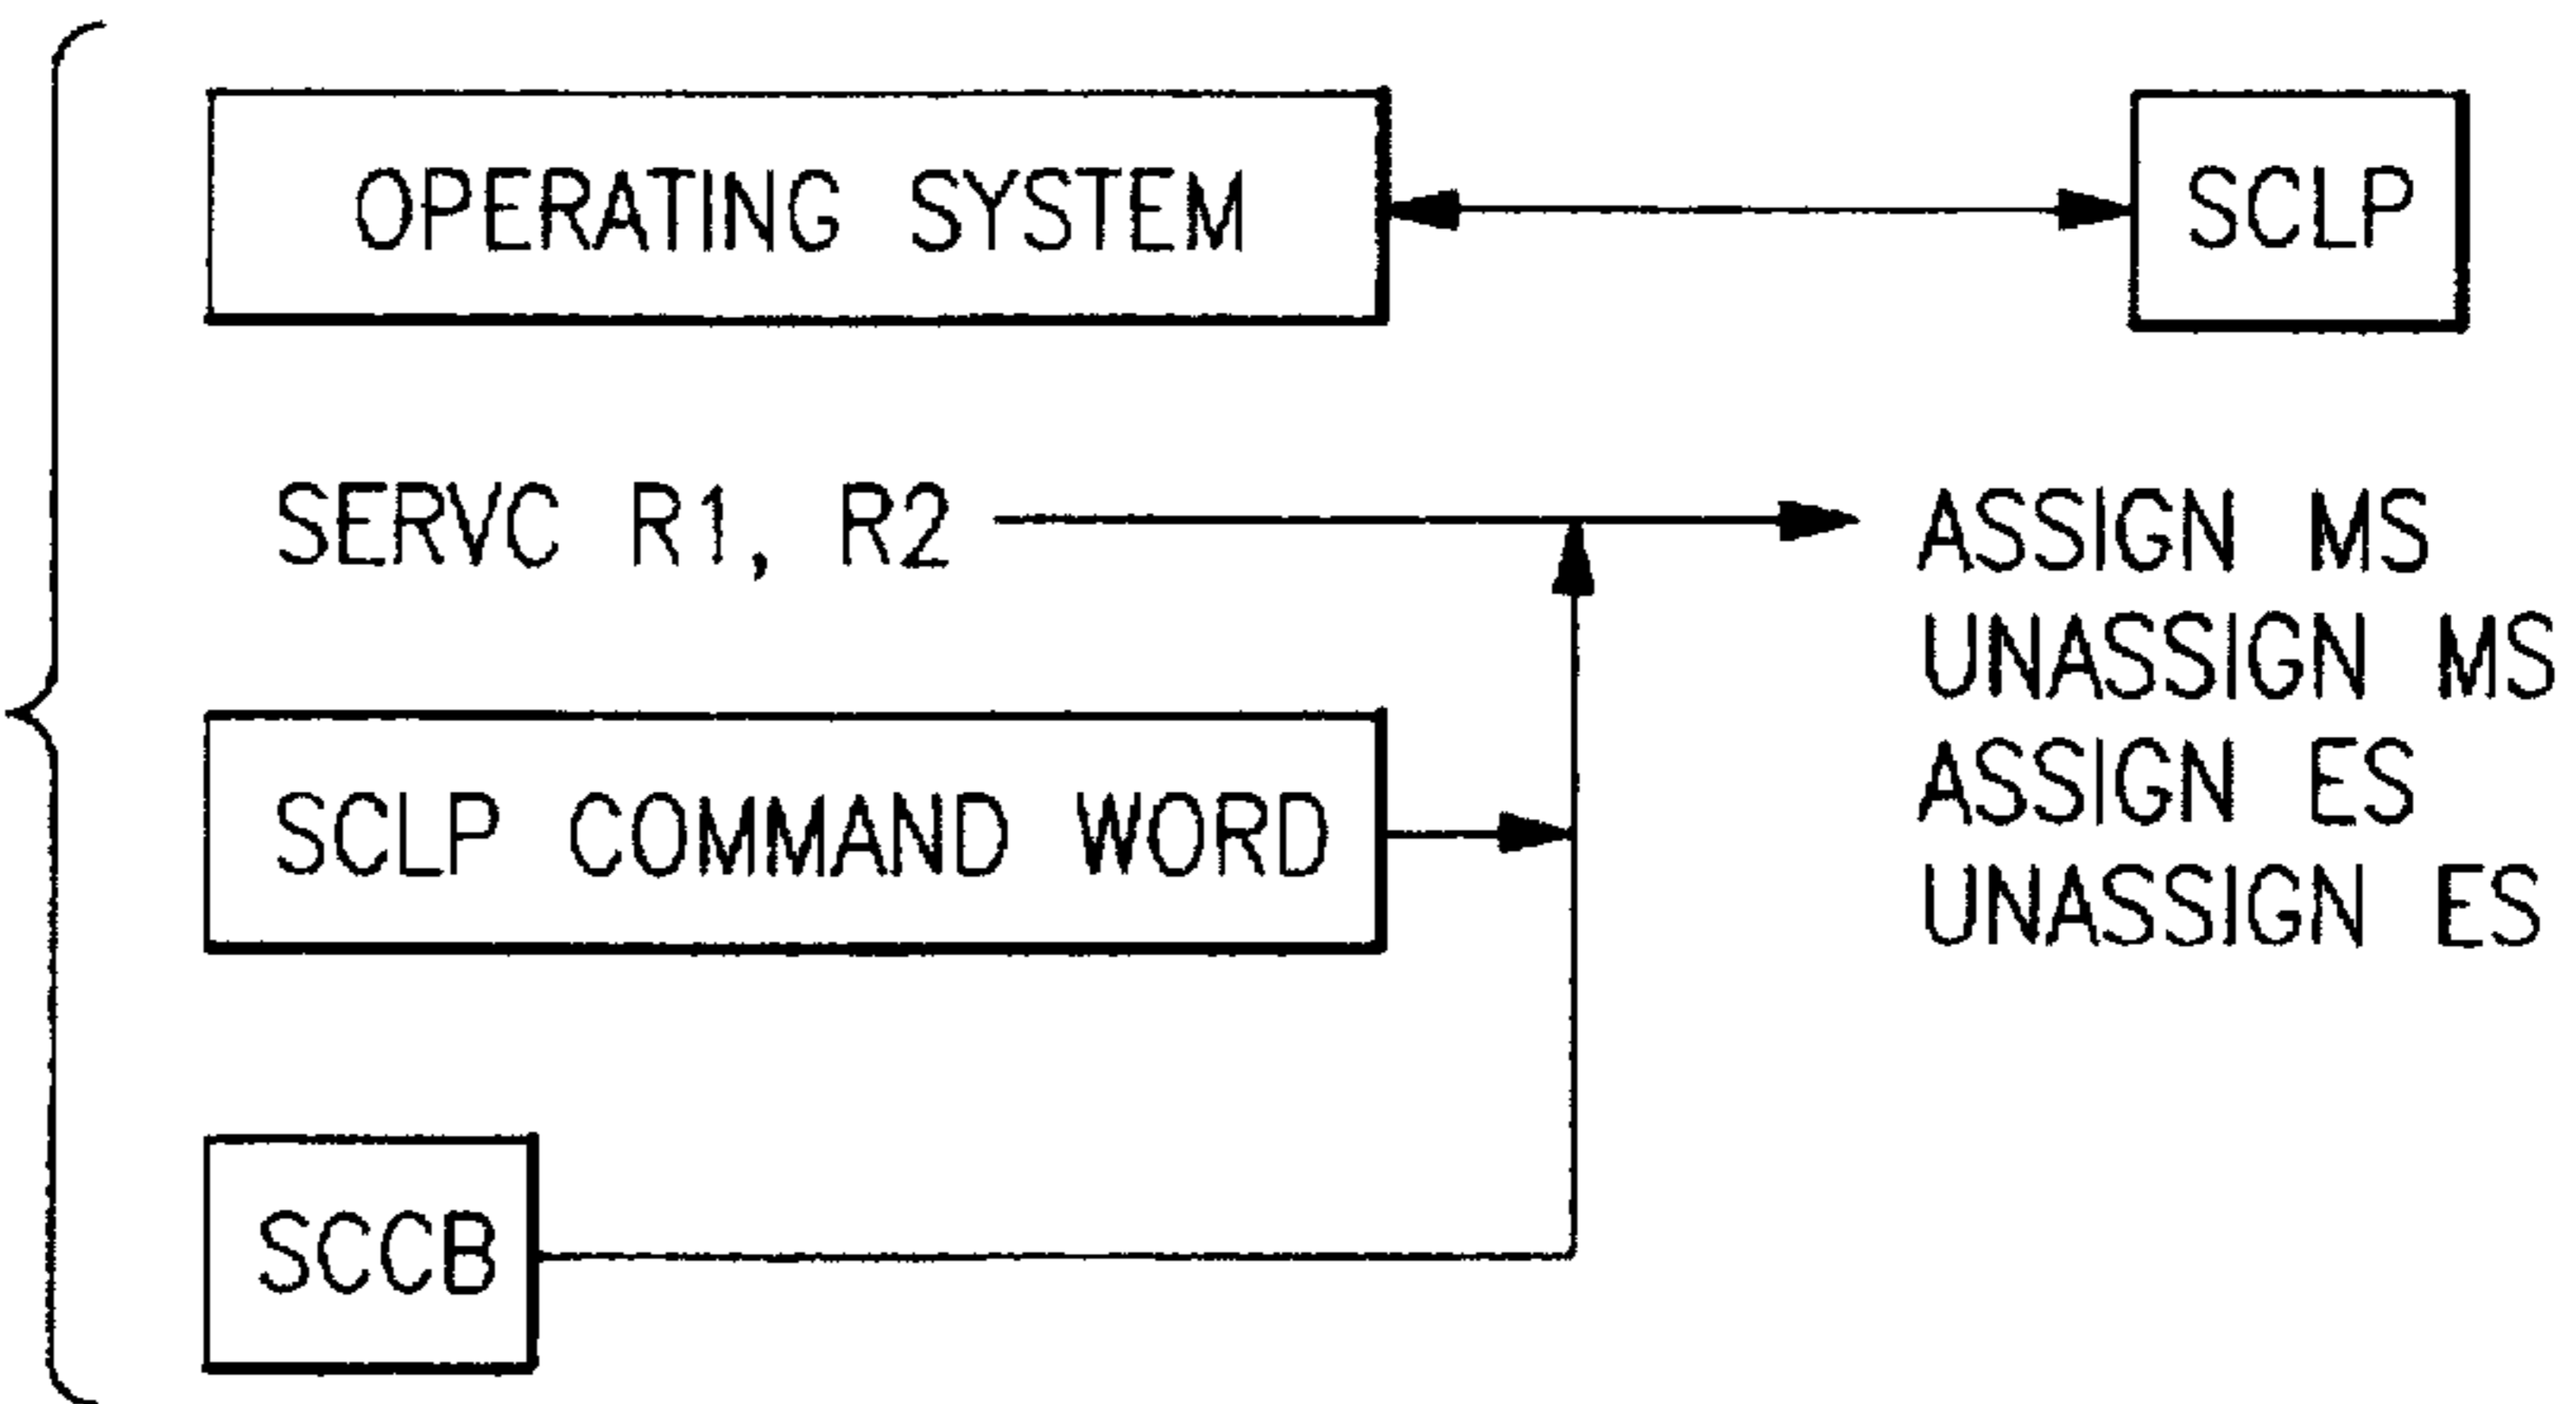 OPERATING SYSTEM
SCLP
SERVC R1, R2
ASSIGN MS
UNASSIGN MS
ASSIGN ES
UNASSIGN ES
SCLP COMMAND WORD
SCCB